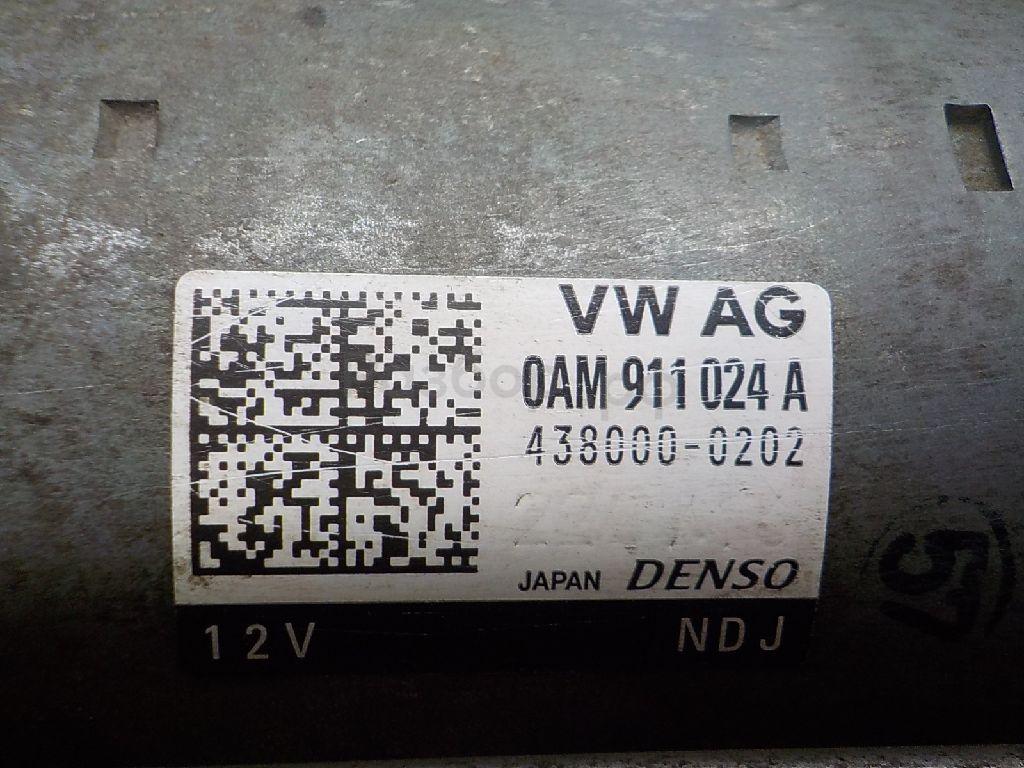 VW AG
0AM 911 024 A
438000-0202
JAPAN DENSO
12V NDJ